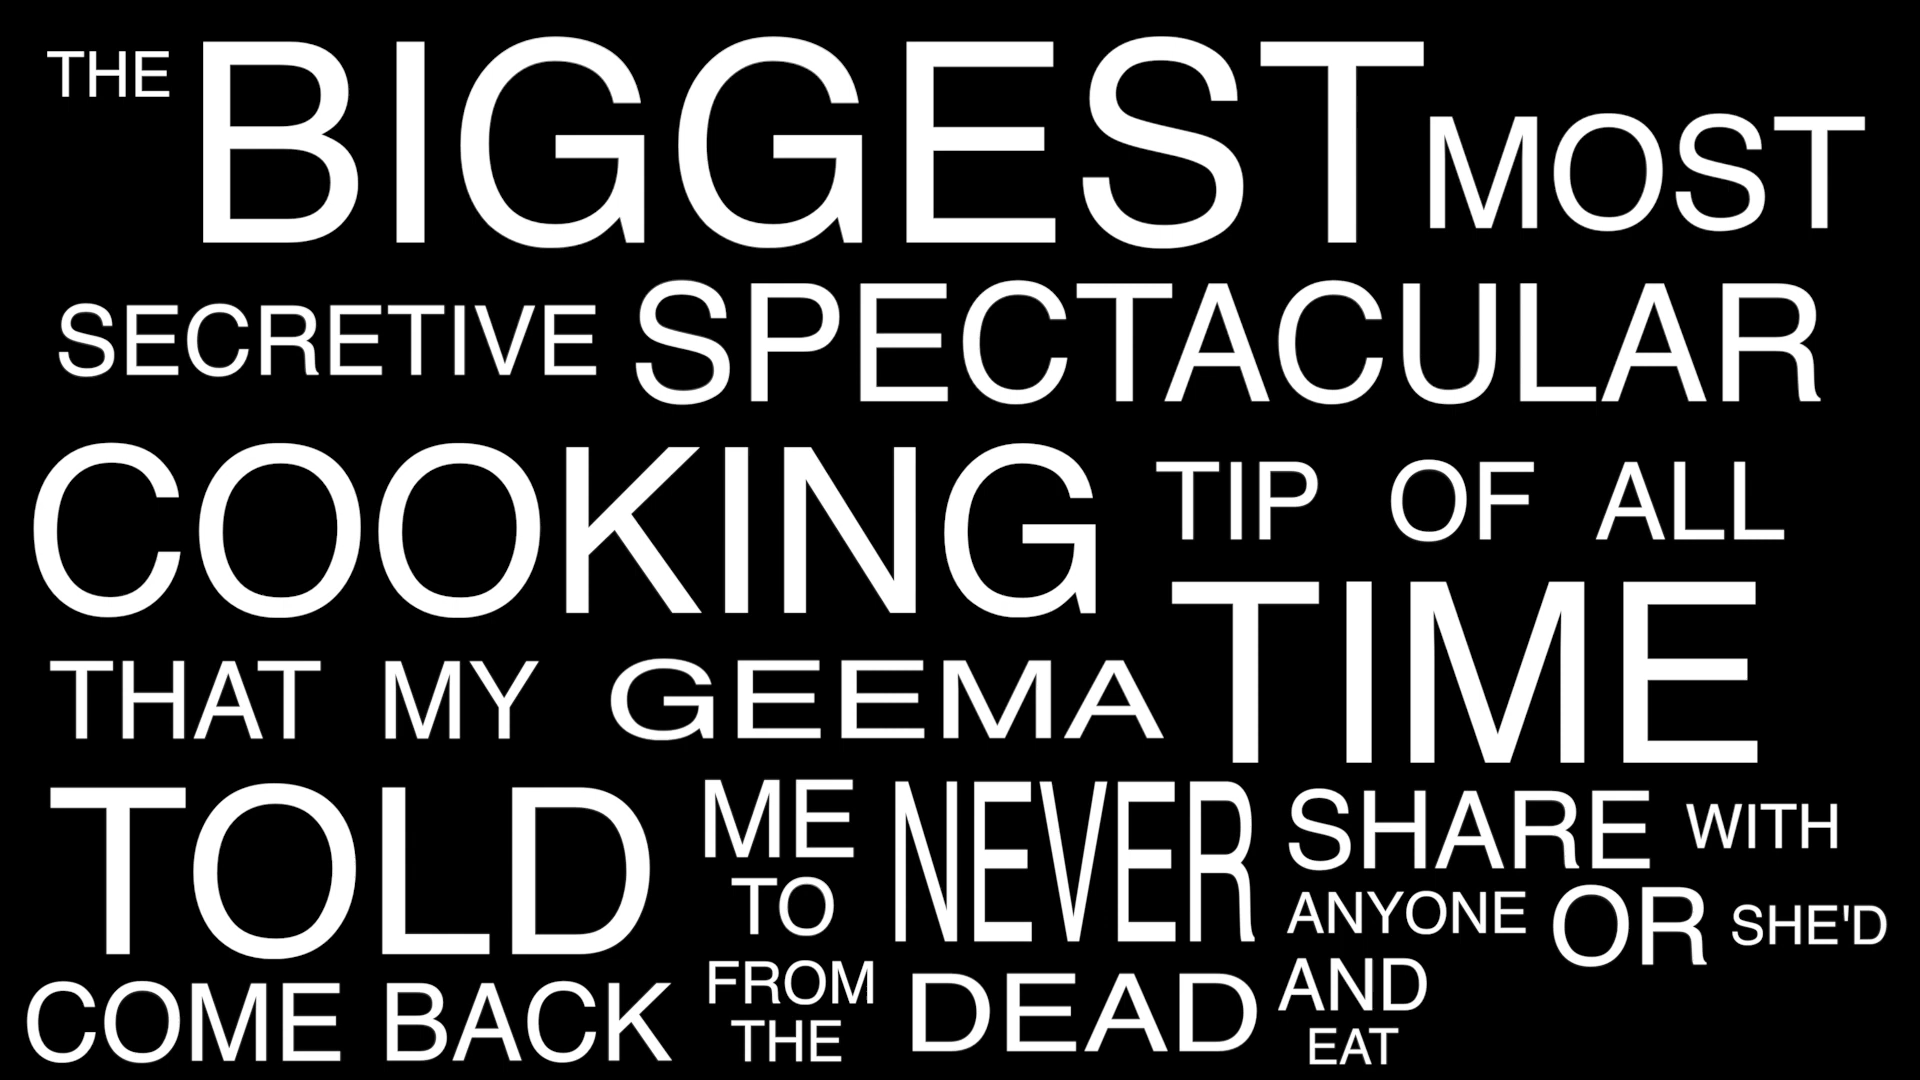 THE BIGGEST MOST
SECRETIVE SPECTACULAR
COOKING TIP OF ALL
TIME
THAT MY GEEMA
TOLD ME TO NEVER SHARE WITH
ANYONE OR SHE'D
COME BACK FROM THE DEAD AND
EAT